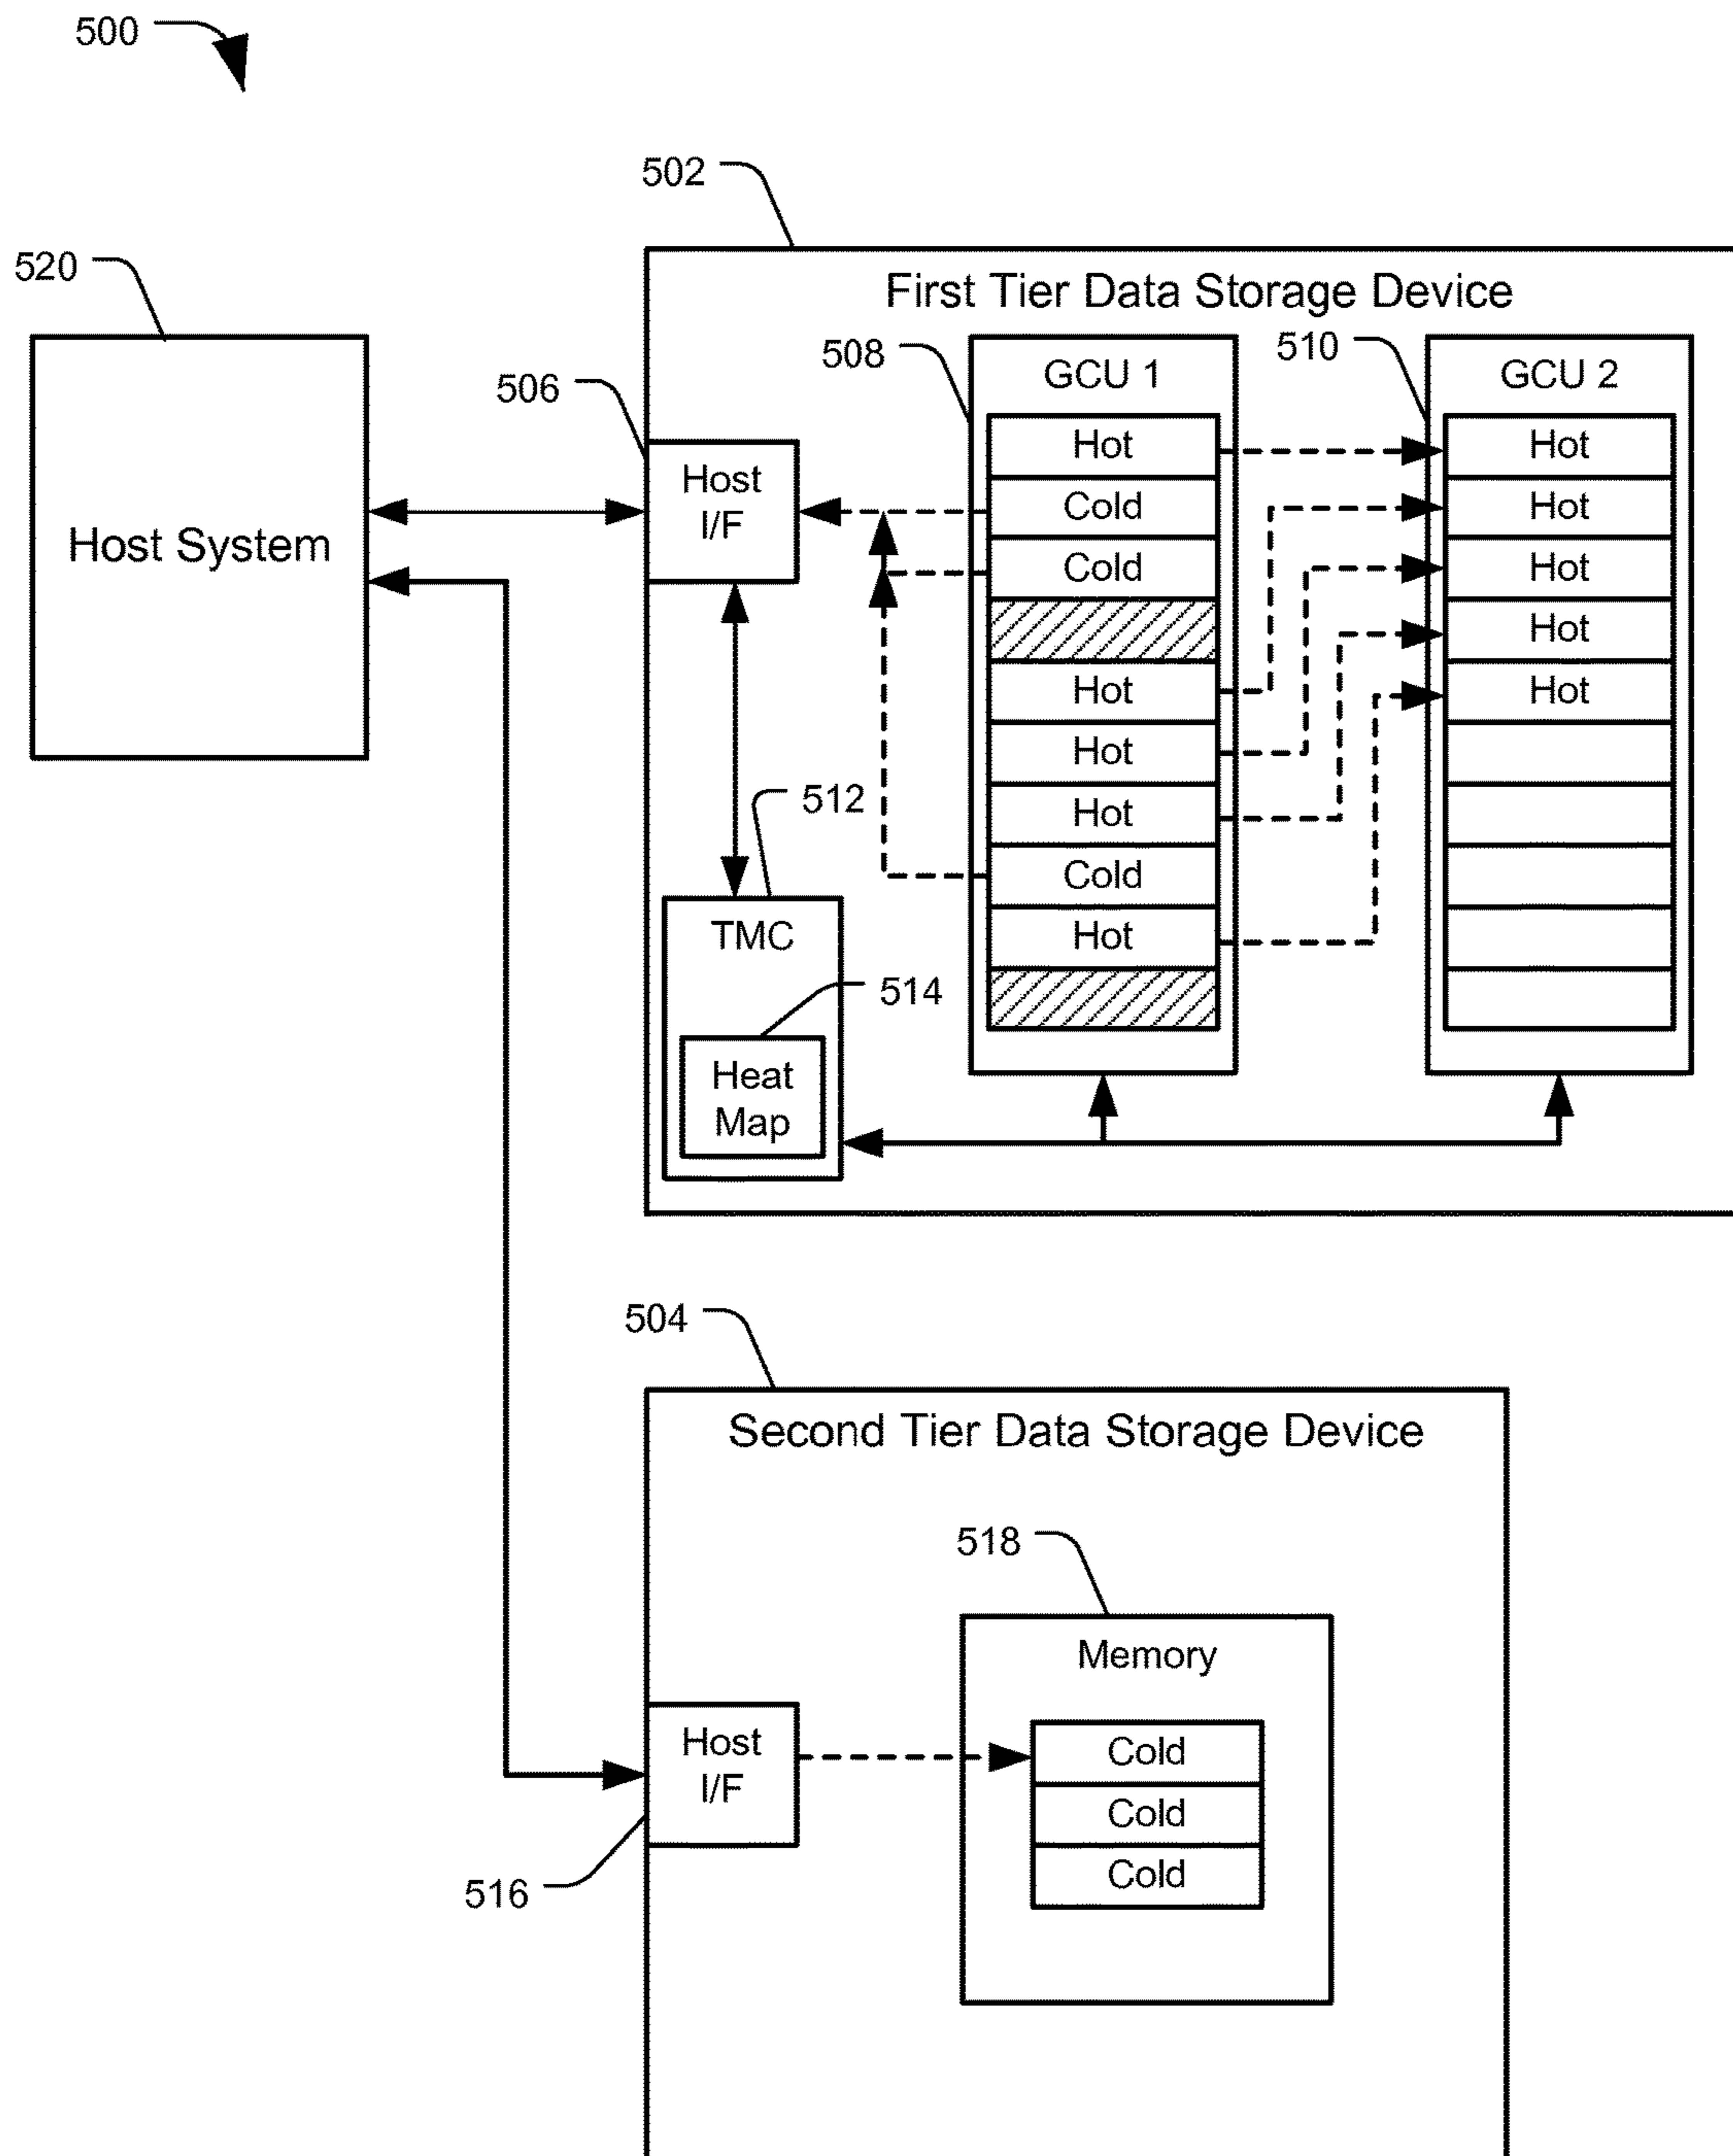 500
502
520
First Tier Data Storage Device
508
510
GCU 1
GCU 2
506
Hot
Cold
Cold
Hot
Hot
Hot
Cold
Hot
Hot
Hot
Hot
Hot
Hot
Host
I/F
Host System
512
TMC
514
Heat
Map
504
Second Tier Data Storage Device
518
Memory
Host
I/F
Cold
Cold
Cold
516